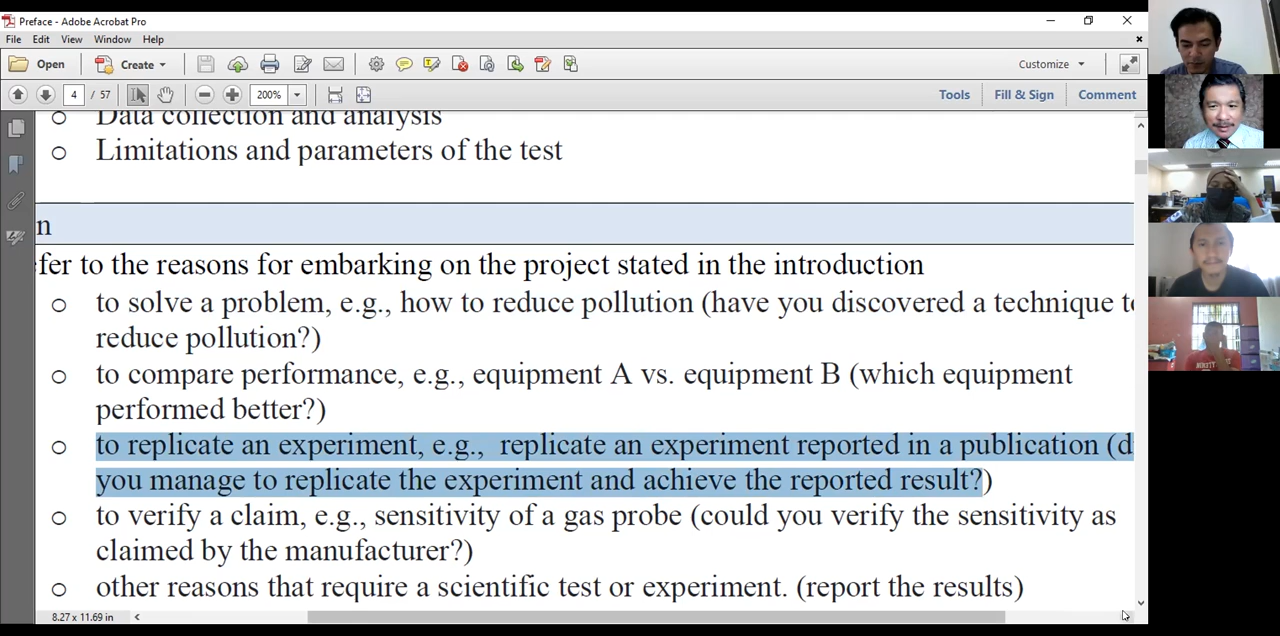 Preface - Adobe Acrobat Pro
File Edit View Window Help
Open Create Customize
4 / 57 200% Tools Fill & Sign Comment
Data collection and analysis
Limitations and parameters of the test
n
fer to the reasons for embarking on the project stated in the introduction
to solve a problem, e.g., how to reduce pollution (have you discovered a technique to
reduce pollution?)
to compare performance, e.g., equipment A vs. equipment B (which equipment
performed better?)
to replicate an experiment, e.g., replicate an experiment reported in a publication (d
you manage to replicate the experiment and achieve the reported result?)
to verify a claim, e.g., sensitivity of a gas probe (could you verify the sensitivity as
claimed by the manufacturer?)
other reasons that require a scientific test or experiment. (report the results)
8.27 x 11.69 in